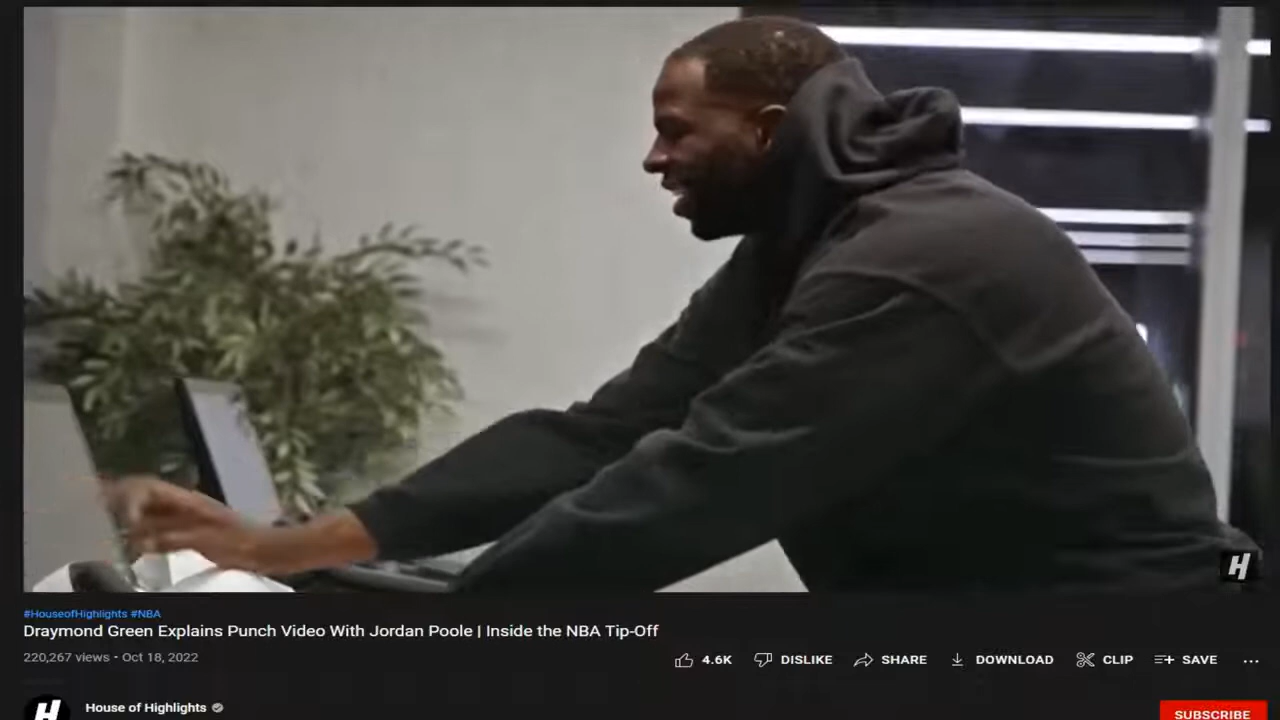 H
#HouseofHighlights #NBA
Draymond Green Explains Punch Video With Jordan Poole | Inside the NBA Tip-Off
220,267 views • Oct 18, 2022
4.6K DISLIKE SHARE DOWNLOAD CLIP SAVE ...
H House of Highlights
SUBSCRIBE